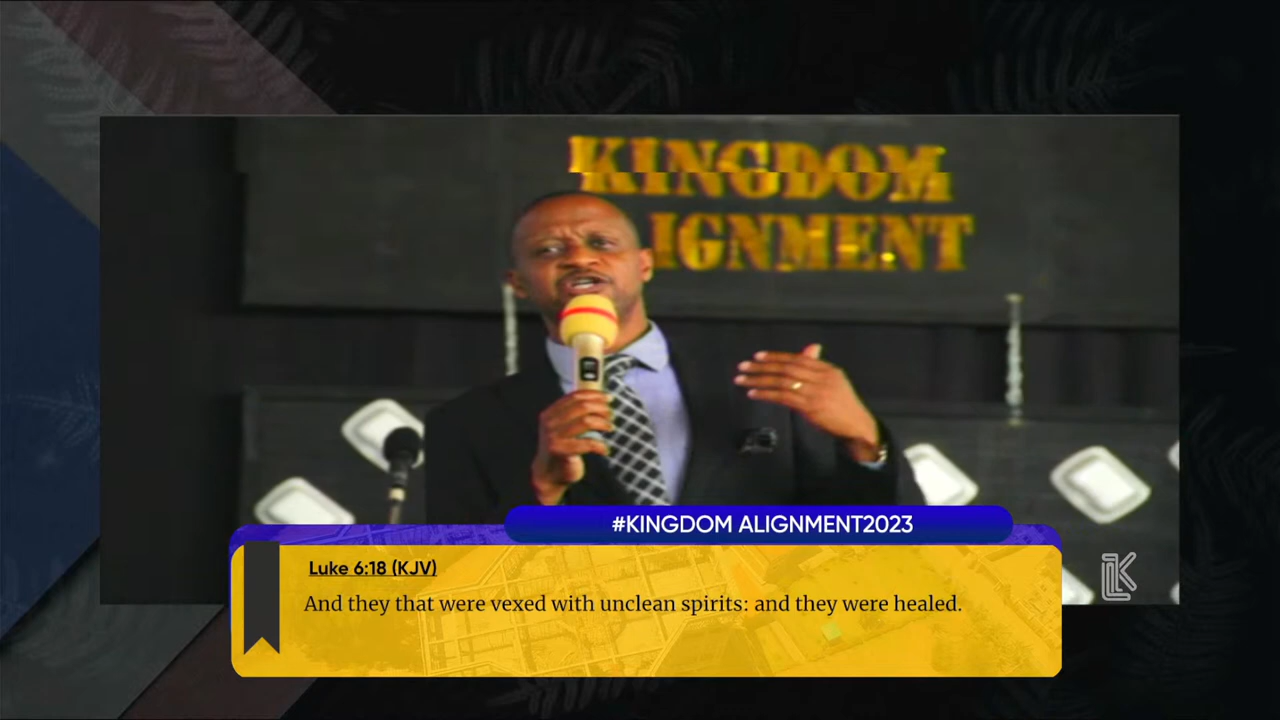 KINGDOM
IGNMENT
#KINGDOM ALIGNMENT2023
Luke 6:18 (KJV)
And they that were vexed with unclean spirits: and they were healed.